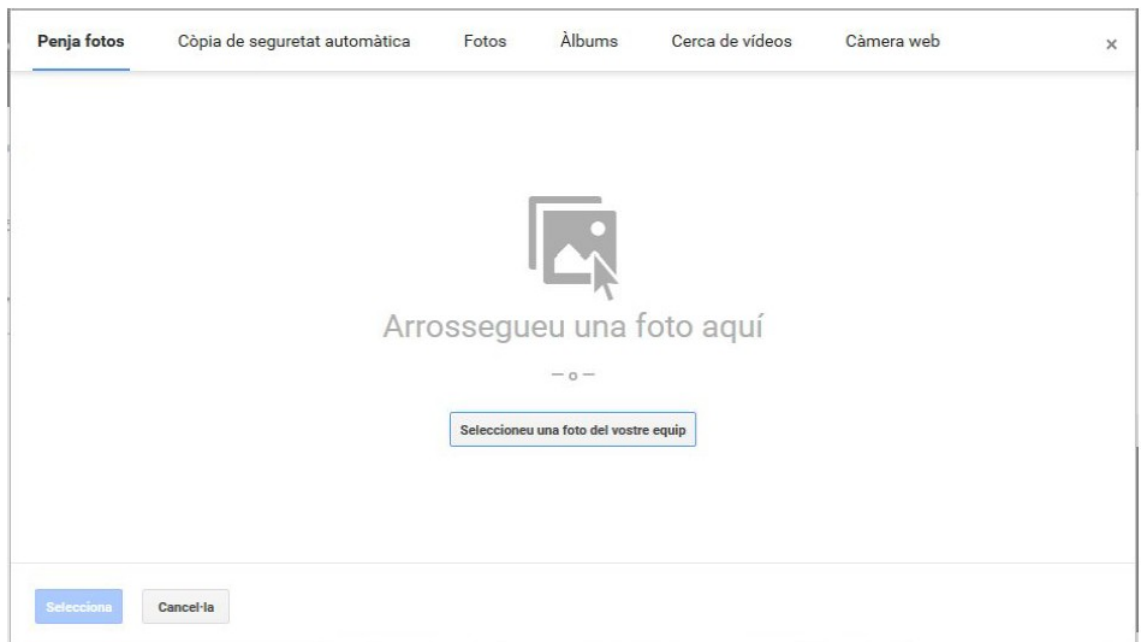 Penja fotos Còpia de seguretat automàtica Fotos Àlbums Cerca de vídeos Càmera web ×
Arrossegueu una foto aquí
— o —
Seleccioneu una foto del vostre equip
Selecciona Cancel·la